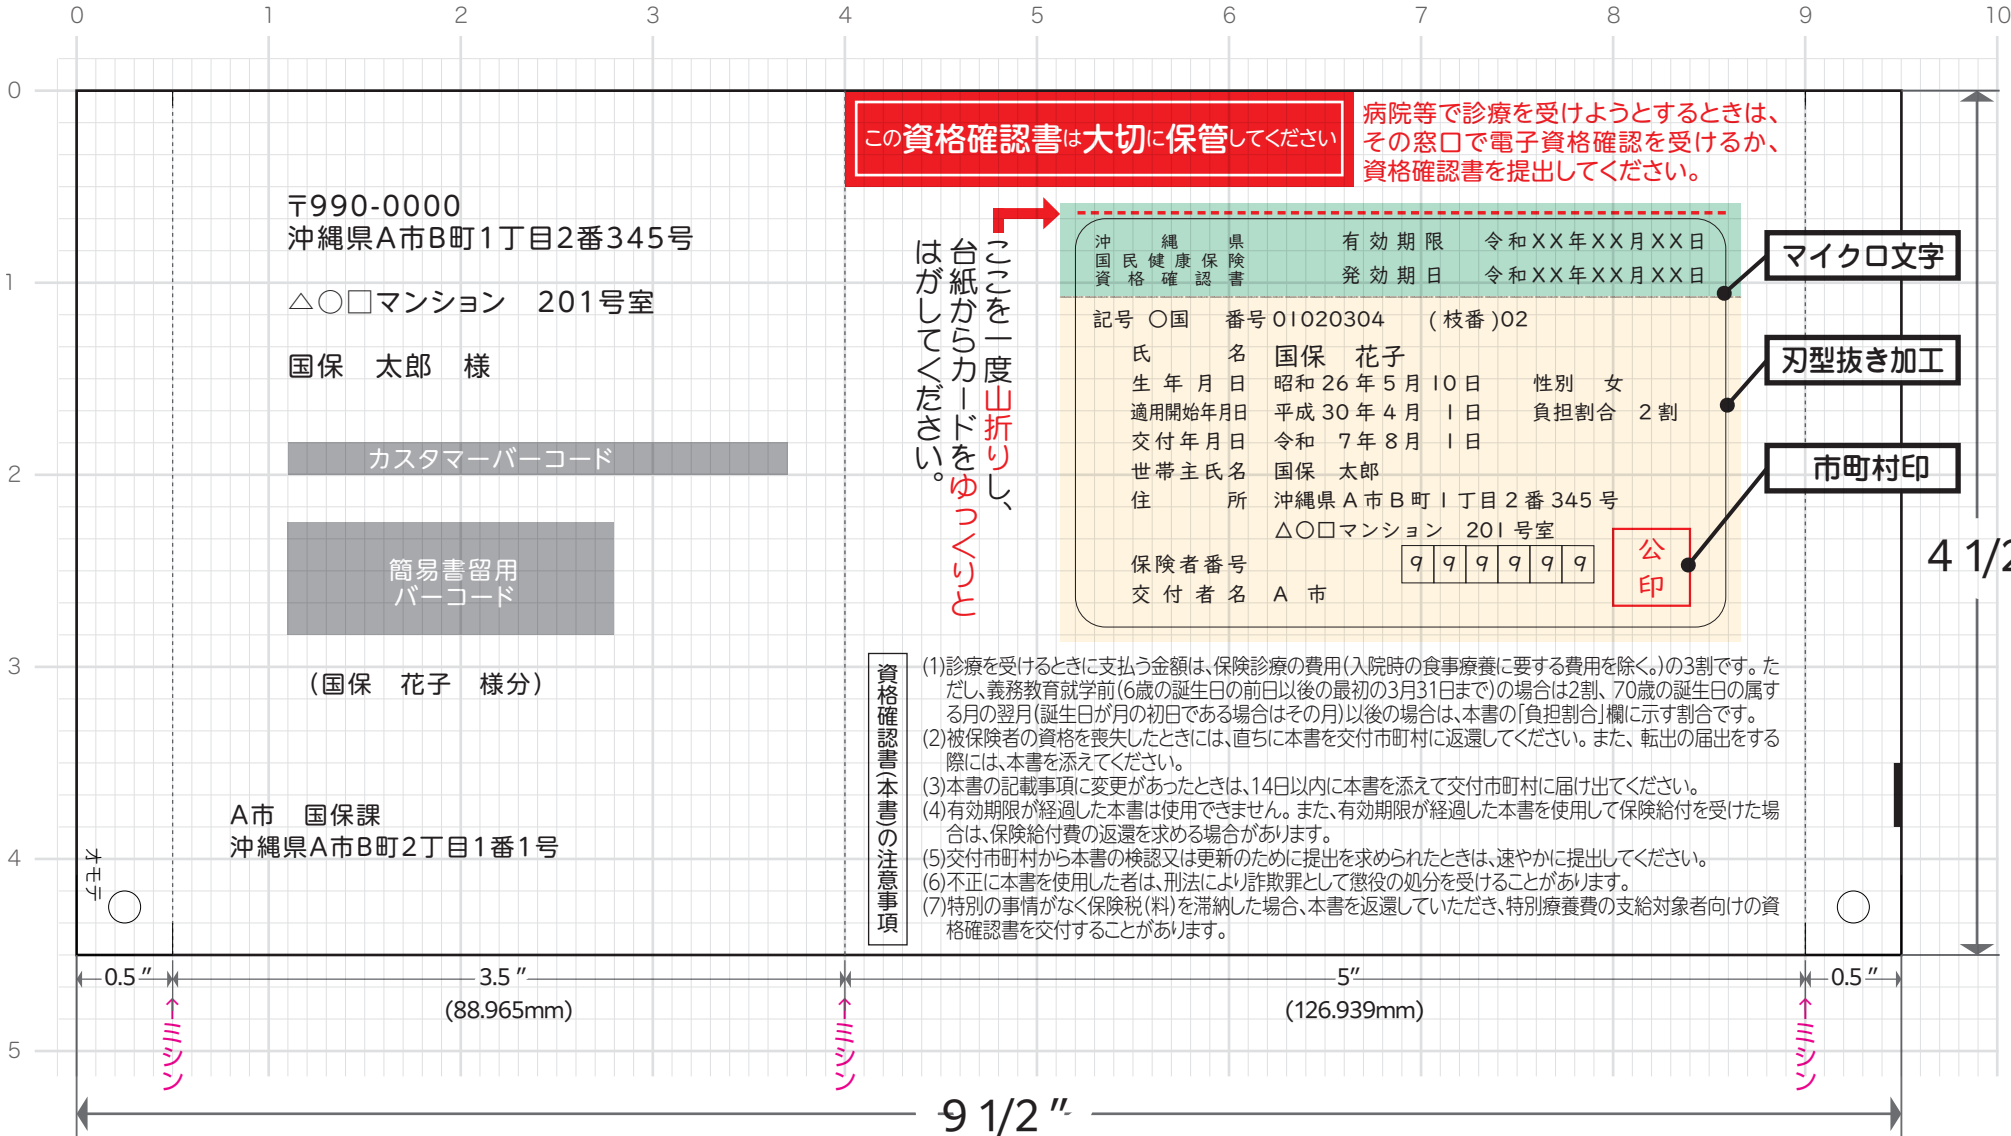 0 1 2 3 4 5 6 7 8 9 10
0
1
2
3
4
5
〒990-0000
沖縄県A市B町1丁目2番345号
△○□マンション　201号室
国保　太郎　様
カスタマーバーコード
簡易書留用
バーコード
(国保　花子　様分)
A市　国保課
沖縄県A市B町2丁目1番1号
オモテ
この資格確認書は大切に保管してください
病院等で診療を受けようとするときは、
その窓口で電子資格確認を受けるか、
資格確認書を提出してください。
ここを一度山折りし、
台紙からカードをゆっくりと
はがしてください。
沖縄県
国民健康保険
資格確認書
有効期限　令和XX年XX月XX日
発効期日　令和XX年XX月XX日
記号 ○国　番号 01020304　(枝番)02
氏名　国保　花子
生年月日　昭和26年5月10日　性別　女
適用開始年月日　平成30年4月　1日　負担割合　2割
交付年月日　令和　7年8月　1日
世帯主氏名　国保　太郎
住所　沖縄県A市B町1丁目2番345号
△○□マンション　201号室
保険者番号　9 9 9 9 9 9
交付者名　A　市
公印
マイクロ文字
刃型抜き加工
市町村印
資格確認書(本書)の注意事項
(1)診療を受けるときに支払う金額は、保険診療の費用(入院時の食事療養に要する費用を除く。)の3割です。た
だし、義務教育就学前(6歳の誕生日の前日以後の最初の3月31日まで)の場合は2割、70歳の誕生日の属す
る月の翌月(誕生日が月の初日である場合はその月)以後の場合は、本書の「負担割合」欄に示す割合です。
(2)被保険者の資格を喪失したときには、直ちに本書を交付市町村に返還してください。また、転出の届出をする
際には、本書を添えてください。
(3)本書の記載事項に変更があったときは、14日以内に本書を添えて交付市町村に届け出てください。
(4)有効期限が経過した本書は使用できません。また、有効期限が経過した本書を使用して保険給付を受けた場
合は、保険給付費の返還を求める場合があります。
(5)交付市町村から本書の検認又は更新のために提出を求められたときは、速やかに提出してください。
(6)不正に本書を使用した者は、刑法により詐欺罪として懲役の処分を受けることがあります。
(7)特別の事情がなく保険税(料)を滞納した場合、本書を返還していただき、特別療養費の支給対象者向けの資
格確認書を交付することがあります。
4 1/2
0.5″
3.5″
(88.965mm)
5″
(126.939mm)
0.5″
←ミシン
←ミシン
←ミシン
9 1/2″